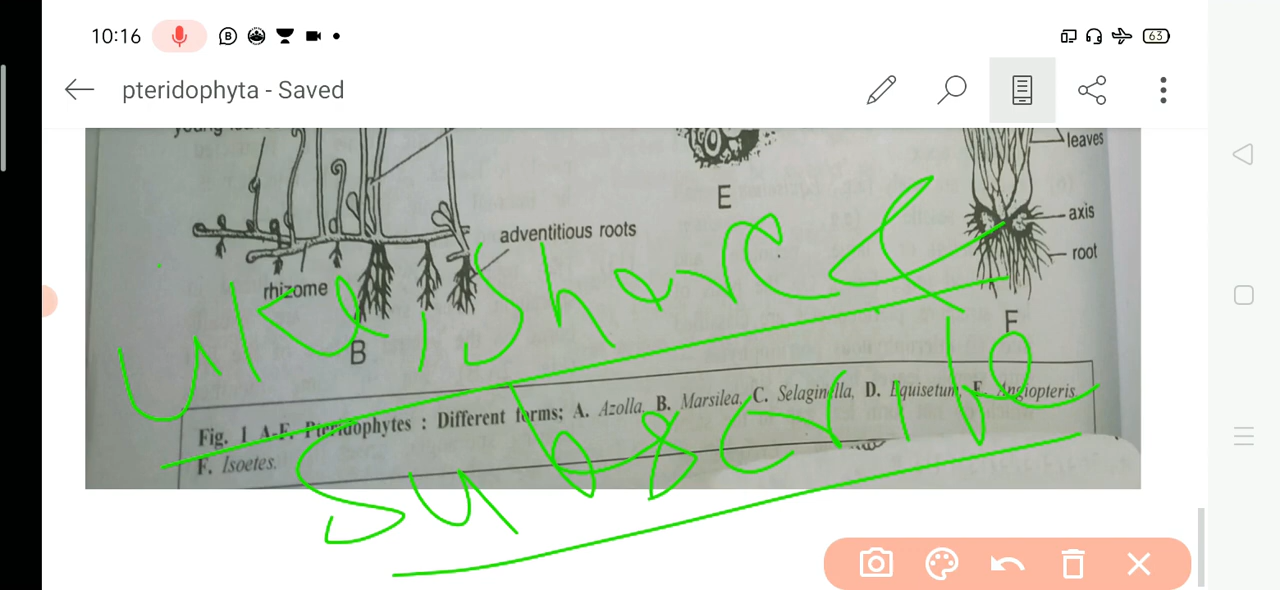 10:16
63
pteridophyta - Saved
leaves
E
axis
adventitious roots
root
rhizome
F
B
like, share &
subscribe
Fig. 1 A-F. Pteridophytes : Different forms; A. Azolla, B. Marsilea, C. Selaginella, D. Equisetum, E. Angiopteris,
F. Isoetes.